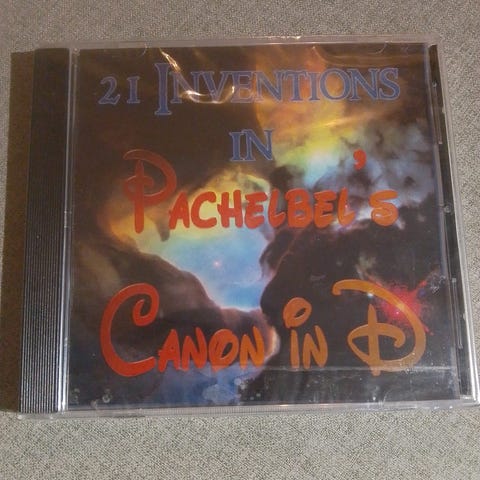 21 INVENTIONS
IN
PACHELBEL'S
CANON IN D